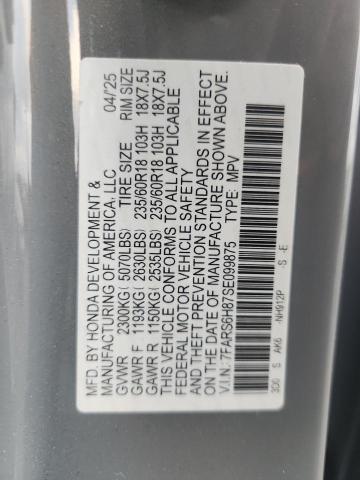 MFD. BY HONDA DEVELOPMENT & 04/25
MANUFACTURING OF AMERICA, LLC
TIRE SIZE RIM SIZE
GVWR 2300KG ( 5070LBS)
GAWR F 1193KG ( 2630LBS) 235/60R18 103H 18X7.5J
GAWR R 1150KG ( 2535LBS) 235/60R18 103H 18X7.5J
THIS VEHICLE CONFORMS TO ALL APPLICABLE
FEDERAL MOTOR VEHICLE SAFETY
AND THEFT PREVENTION STANDARDS IN EFFECT
ON THE DATE OF MANUFACTURE SHOWN ABOVE.
V.I.N.: 7FARS6H87SE099875 TYPE: MPV
3D0 S AK6 -NH912P -S -E